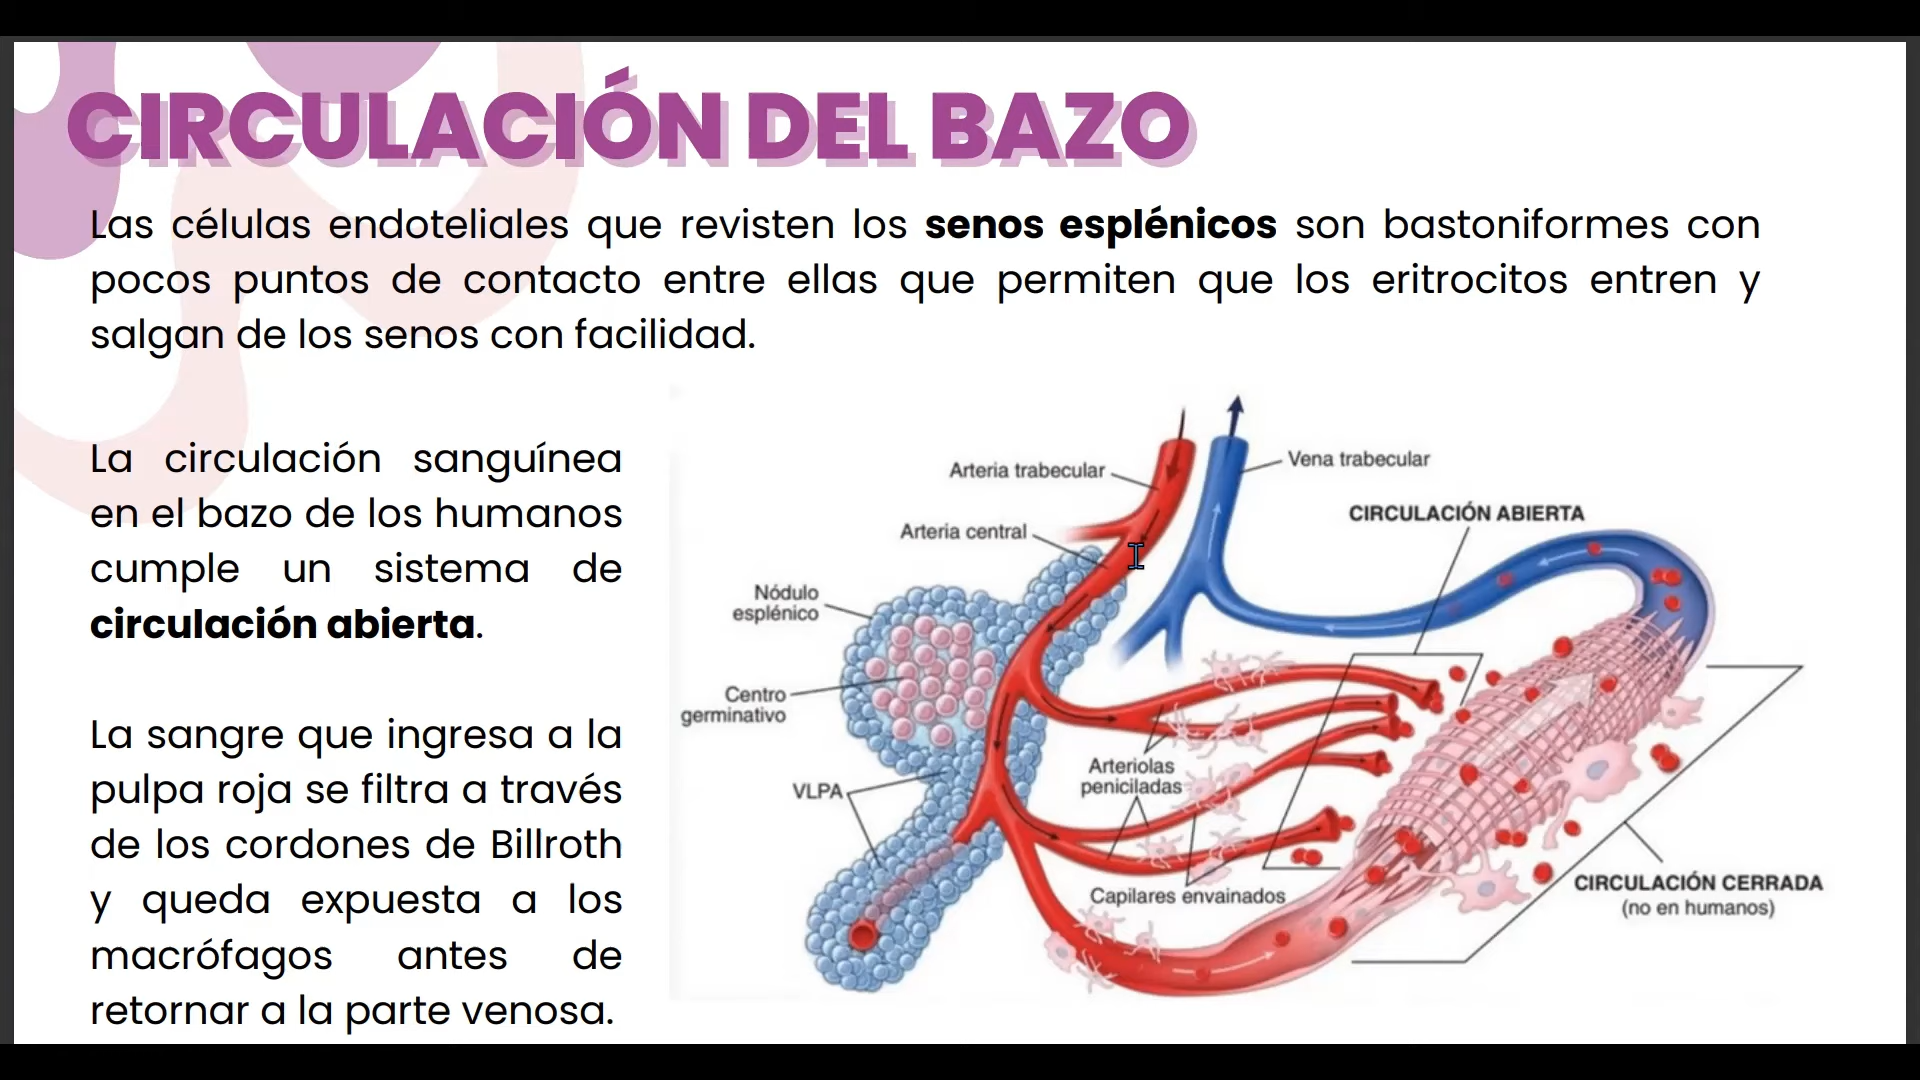 CIRCULACIÓN DEL BAZO
Las células endoteliales que revisten los senos esplénicos son bastoniformes con
pocos puntos de contacto entre ellas que permiten que los eritrocitos entren y
salgan de los senos con facilidad.
La circulación sanguínea
en el bazo de los humanos
cumple un sistema de
circulación abierta.
La sangre que ingresa a la
pulpa roja se filtra a través
de los cordones de Billroth
y queda expuesta a los
macrófagos antes de
retornar a la parte venosa.
Arteria trabecular
Vena trabecular
CIRCULACIÓN ABIERTA
Arteria central
Nódulo
esplénico
Centro
germinativo
VLPA
Arteriolas
peniciladas
Capilares envainados
CIRCULACIÓN CERRADA
(no en humanos)